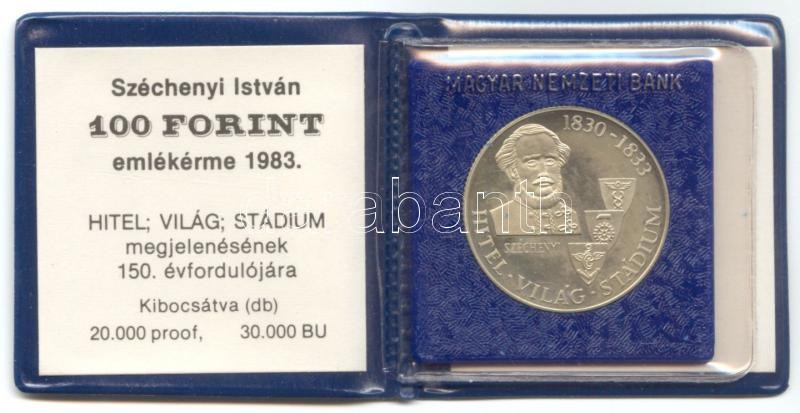 Széchenyi István
100 FORINT
emlékérme 1983.
HITEL; VILÁG; STÁDIUM
megjelenésének
150. évfordulójára
Kibocsátva (db)
20.000 proof, 30.000 BU
MAGYAR NEMZETI BANK
1830-1833
SZÉCHENYI
HITEL · VILÁG · STÁDIUM
darabanth